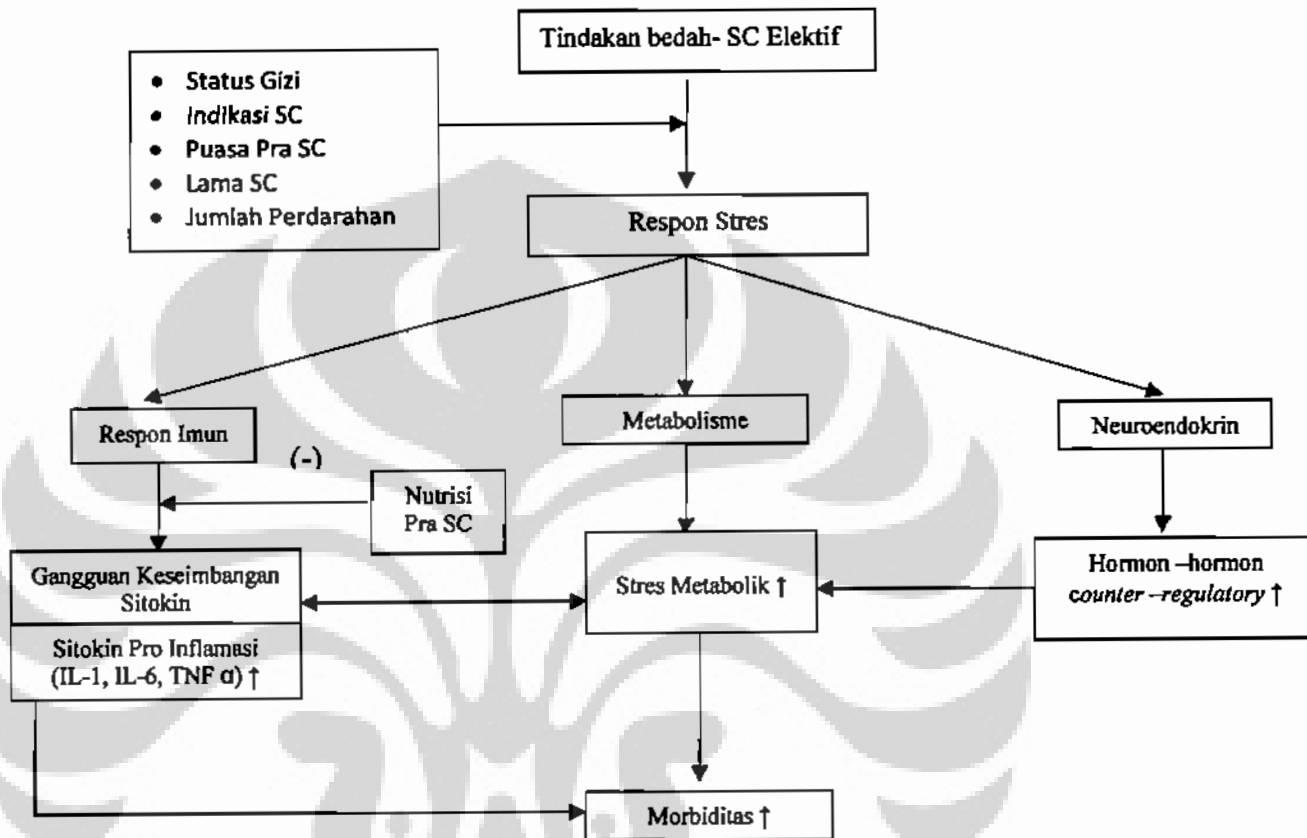 Tindakan bedah- SC Elektif
• Status Gizi
• Indikasi SC
• Puasa Pra SC
• Lama SC
• Jumlah Perdarahan
Respon Stres
Respon Imun
Metabolisme
Neuroendokrin
(-)
Nutrisi
Pra SC
Gangguan Keseimbangan
Sitokin
Sitokin Pro Inflamasi
(IL-1, IL-6, TNF α) ↑
Stres Metabolik ↑
Hormon –hormon
counter –regulatory ↑
Morbiditas ↑